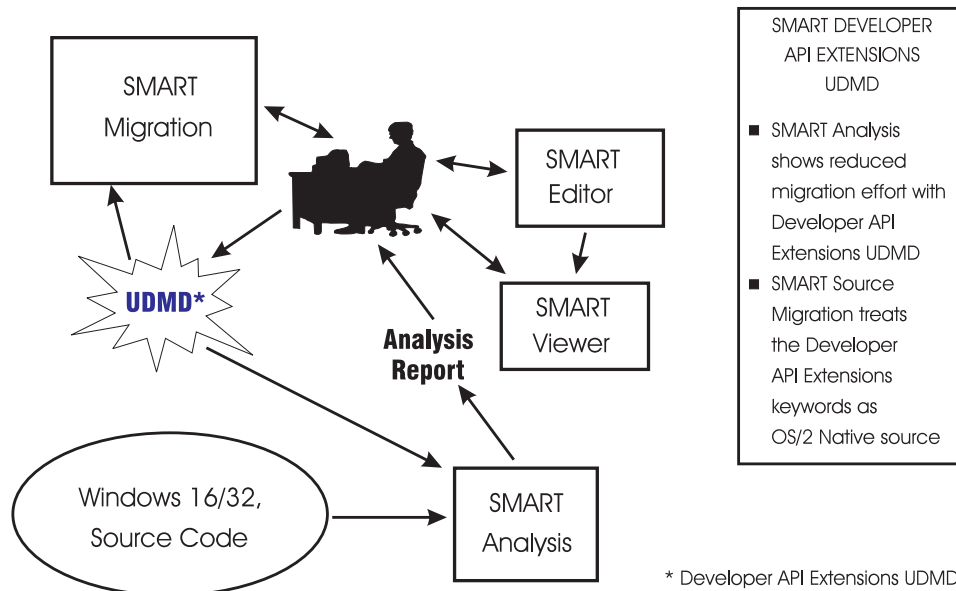 SMART
Migration
SMART
Editor
UDMD*
SMART
Viewer
Analysis
Report
Windows 16/32,
Source Code
SMART
Analysis
SMART DEVELOPER
API EXTENSIONS
UDMD
■ SMART Analysis
shows reduced
migration effort with
Developer API
Extensions UDMD
■ SMART Source
Migration treats
the Developer
API Extensions
keywords as
OS/2 Native source
* Developer API Extensions UDMD